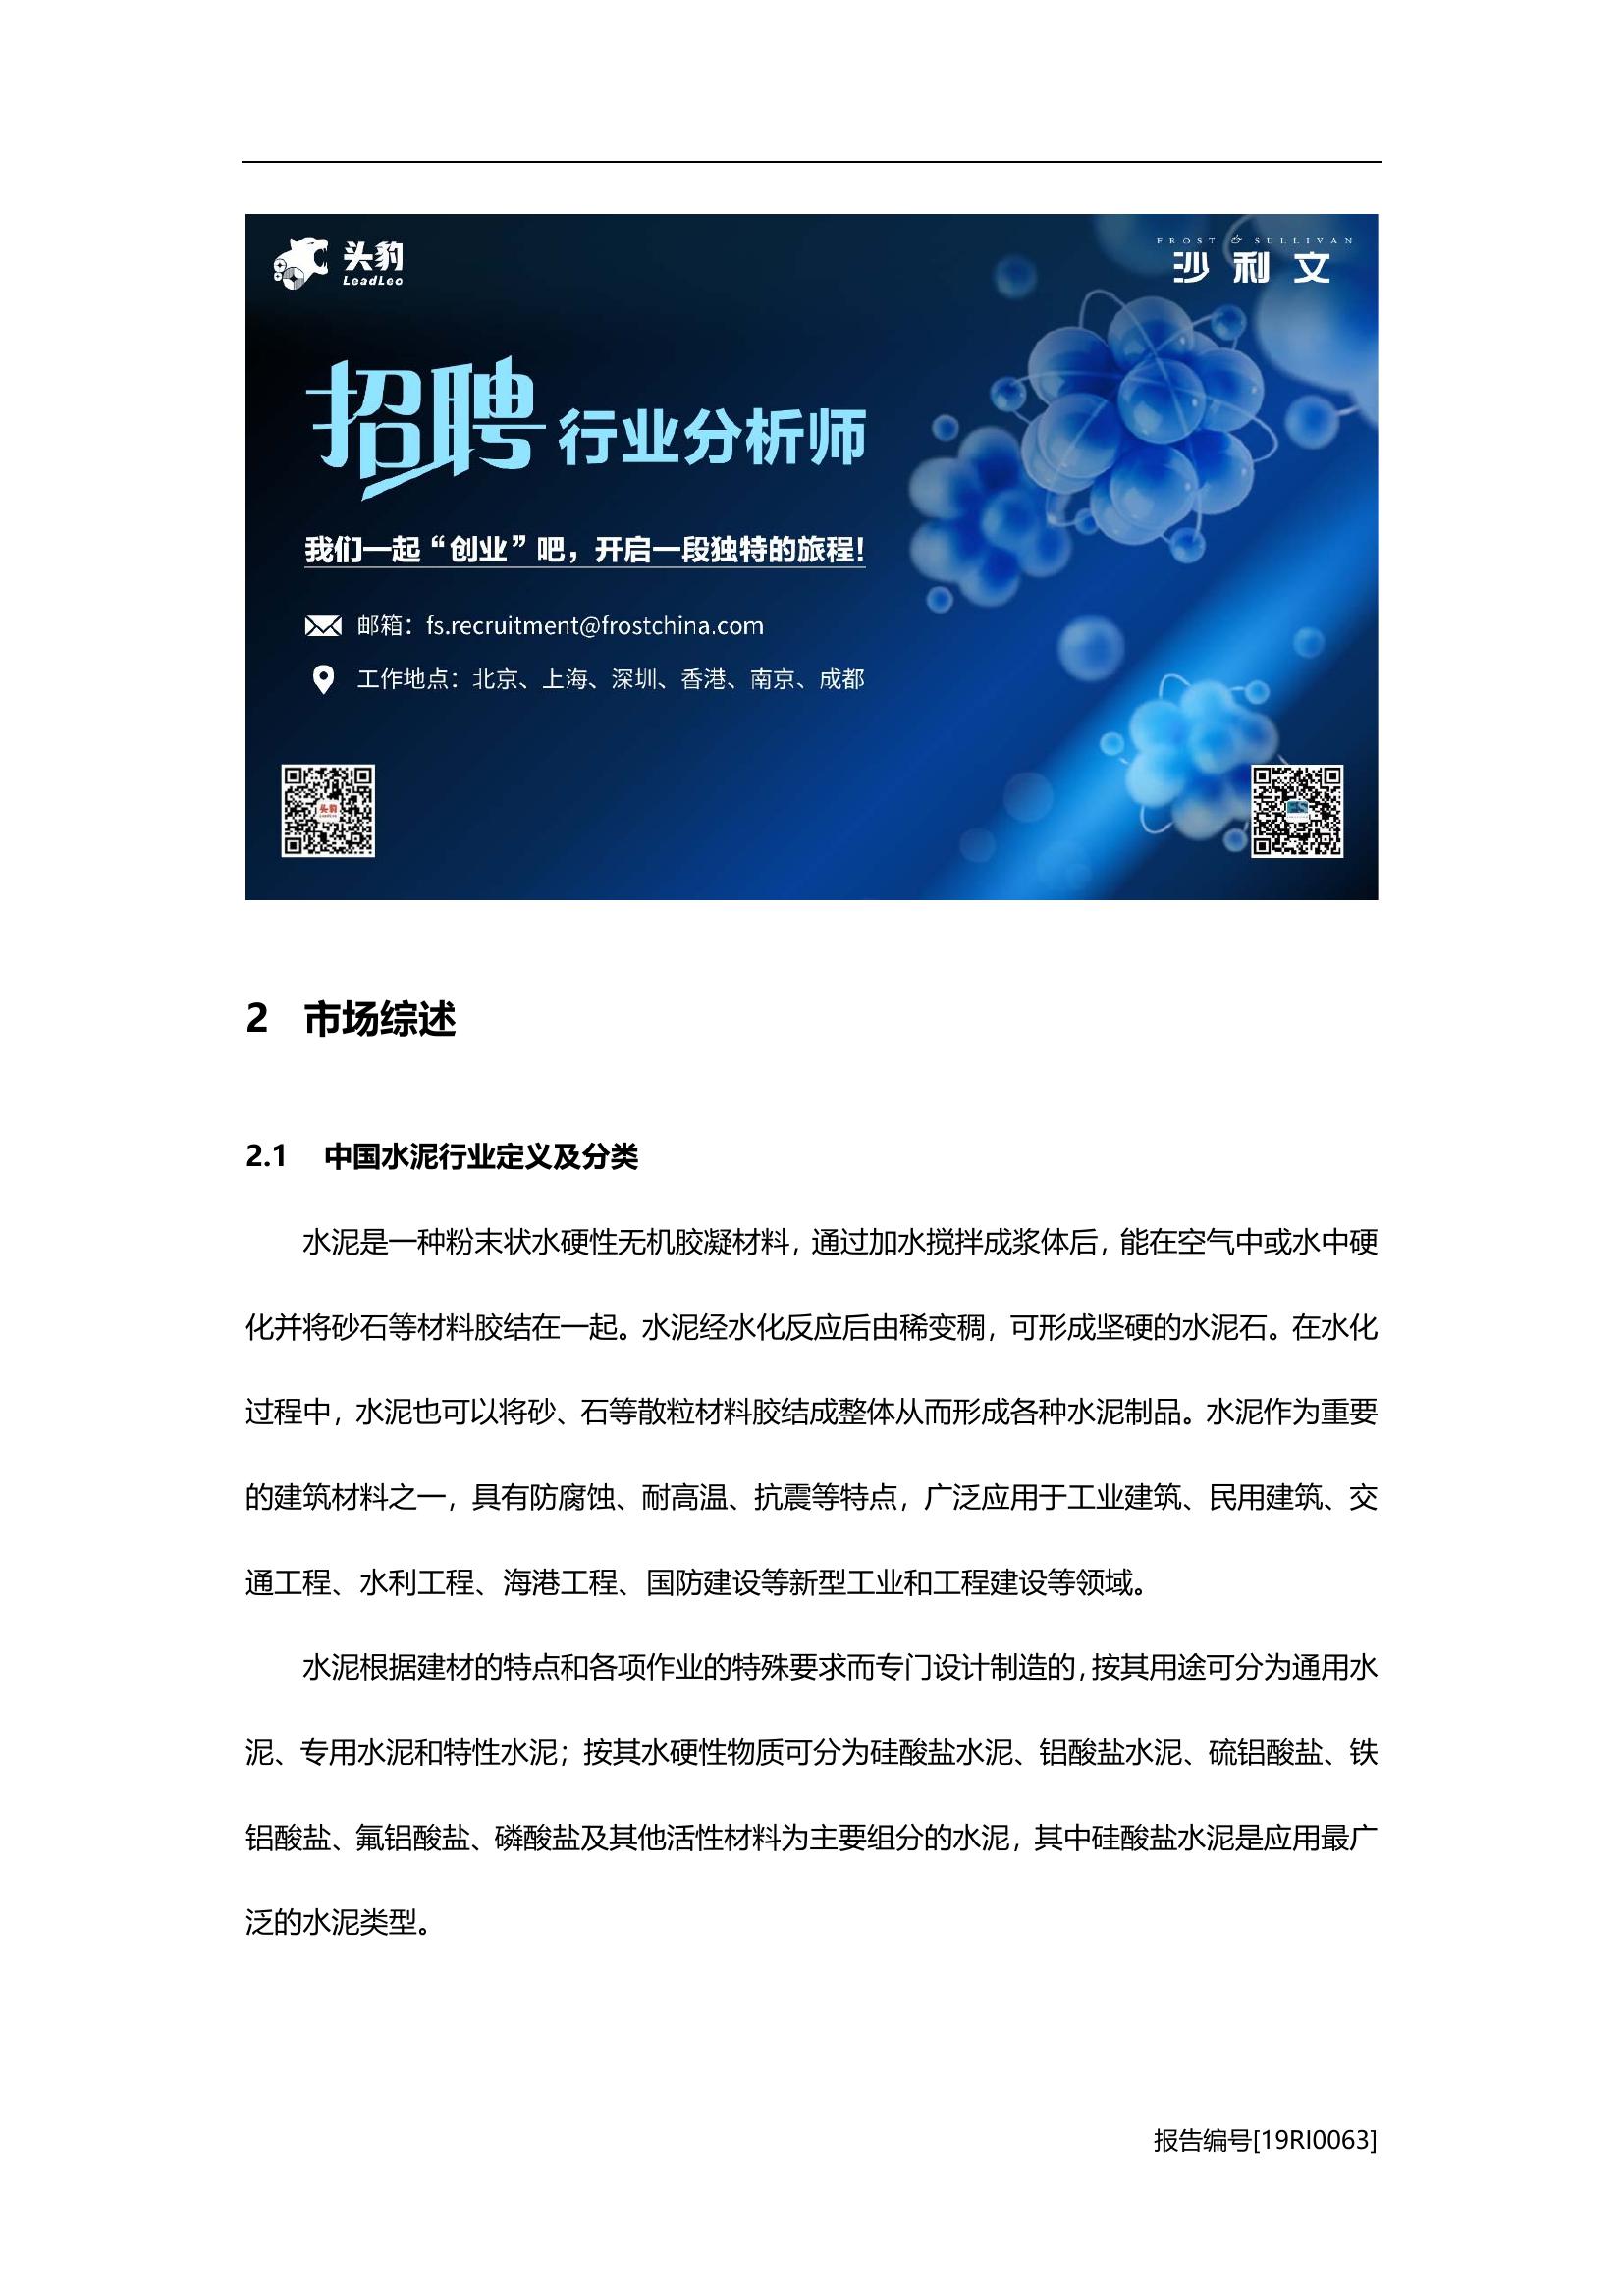 头豹
LeadLeo
FROST & SULLIVAN
沙利文
招聘 行业分析师
我们一起“创业”吧，开启一段独特的旅程！
邮箱：fs.recruitment@frostchina.com
工作地点：北京、上海、深圳、香港、南京、成都
头豹
2 市场综述
2.1 中国水泥行业定义及分类
水泥是一种粉末状水硬性无机胶凝材料，通过加水搅拌成浆体后，能在空气中或水中硬
化并将砂石等材料胶结在一起。水泥经水化反应后由稀变稠，可形成坚硬的水泥石。在水化
过程中，水泥也可以将砂、石等散粒材料胶结成整体从而形成各种水泥制品。水泥作为重要
的建筑材料之一，具有防腐蚀、耐高温、抗震等特点，广泛应用于工业建筑、民用建筑、交
通工程、水利工程、海港工程、国防建设等新型工业和工程建设等领域。
水泥根据建材的特点和各项作业的特殊要求而专门设计制造的，按其用途可分为通用水
泥、专用水泥和特性水泥；按其水硬性物质可分为硅酸盐水泥、铝酸盐水泥、硫铝酸盐、铁
铝酸盐、氟铝酸盐、磷酸盐及其他活性材料为主要组分的水泥，其中硅酸盐水泥是应用最广
泛的水泥类型。
报告编号[19RI0063]